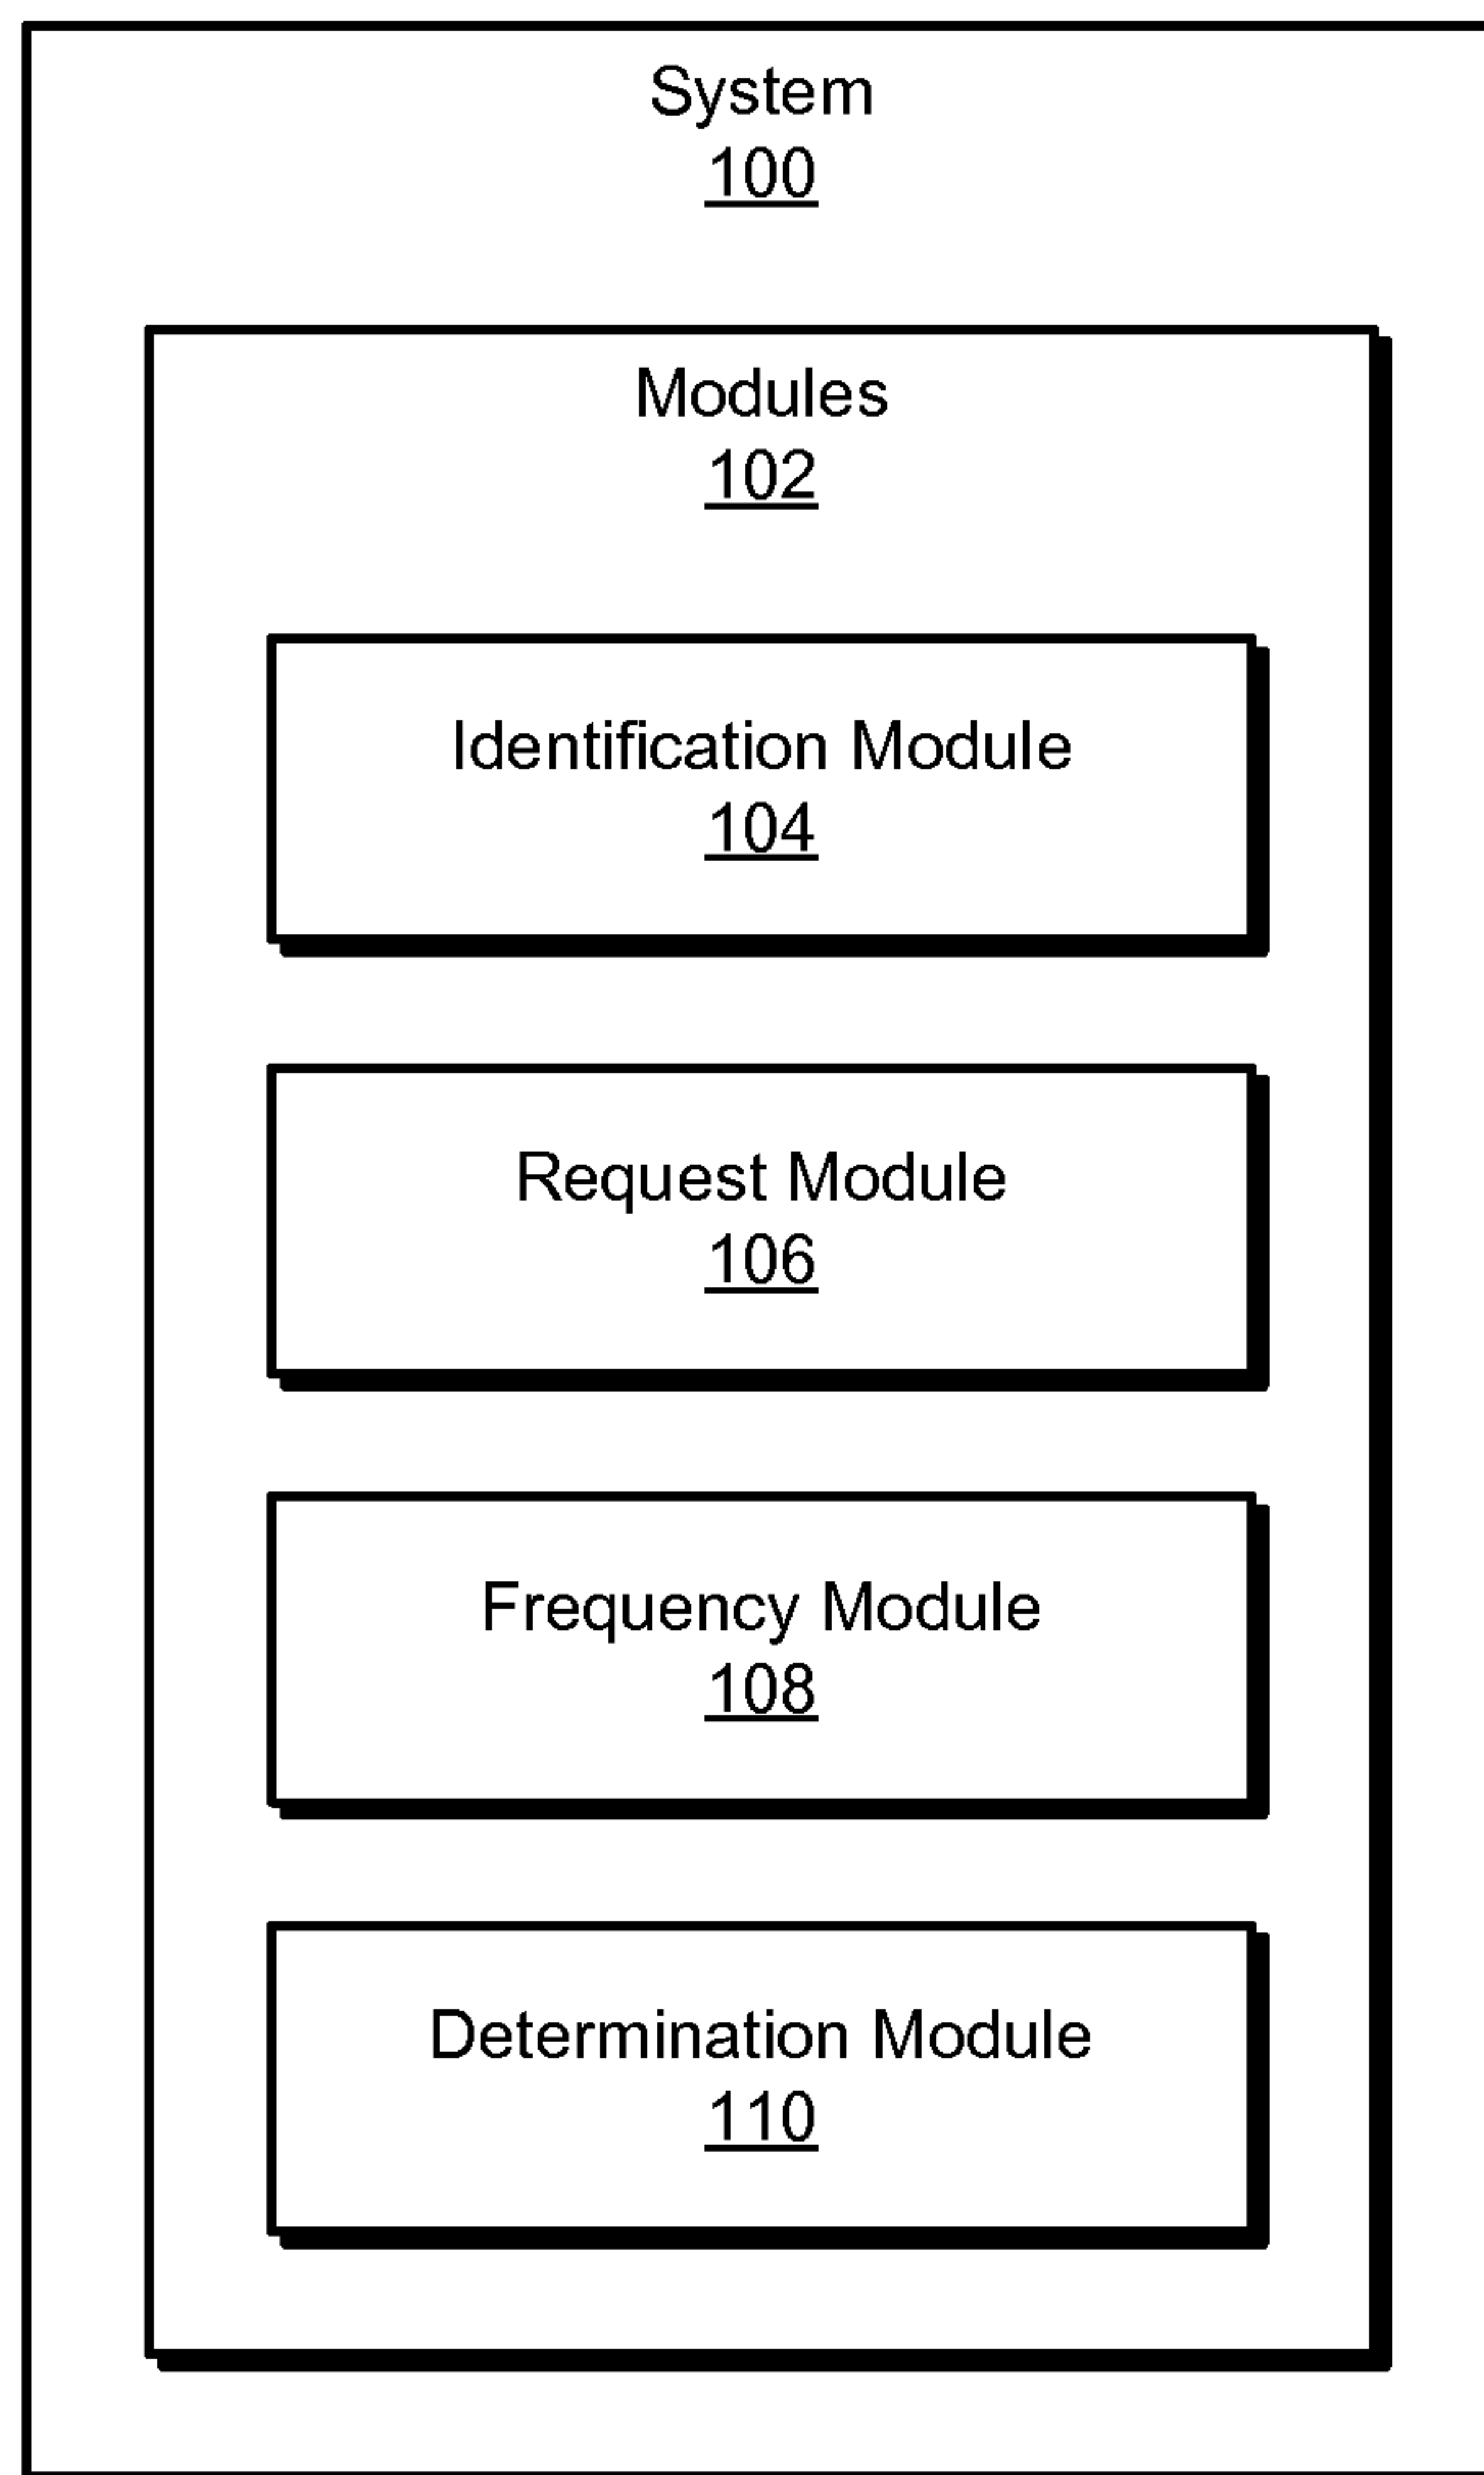 System
100
Modules
102
Identification Module
104
Request Module
106
Frequency Module
108
Determination Module
110